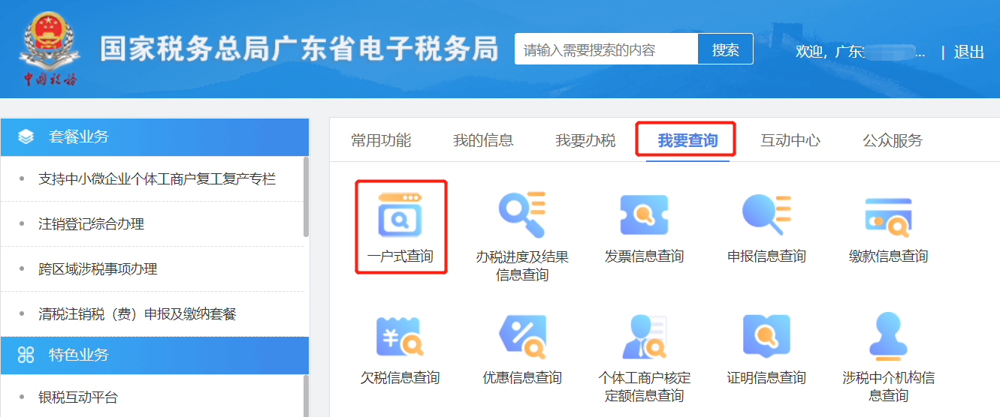 国家税务总局广东省电子税务局
请输入需要搜索的内容
搜索
欢迎，广东
...
| 退出
中国税务
套餐业务
支持中小微企业个体工商户复工复产专栏
注销登记综合办理
跨区域涉税事项办理
清税注销税（费）申报及缴纳套餐
特色业务
银税互动平台
常用功能
我的信息
我要办税
我要查询
互动中心
公众服务
一户式查询
办税进度及结果
信息查询
发票信息查询
申报信息查询
缴款信息查询
欠税信息查询
优惠信息查询
个体工商户核定
定额信息查询
证明信息查询
涉税中介机构信
息查询